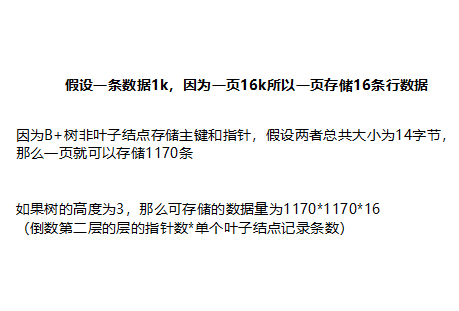 假设一条数据1k，因为一页16k所以一页存储16条行数据
因为B+树非叶子结点存储主键和指针，假设两者总共大小为14字节，
那么一页就可以存储1170条
如果树的高度为3，那么可存储的数据量为1170*1170*16
（倒数第二层的层的指针数*单个叶子结点记录条数）